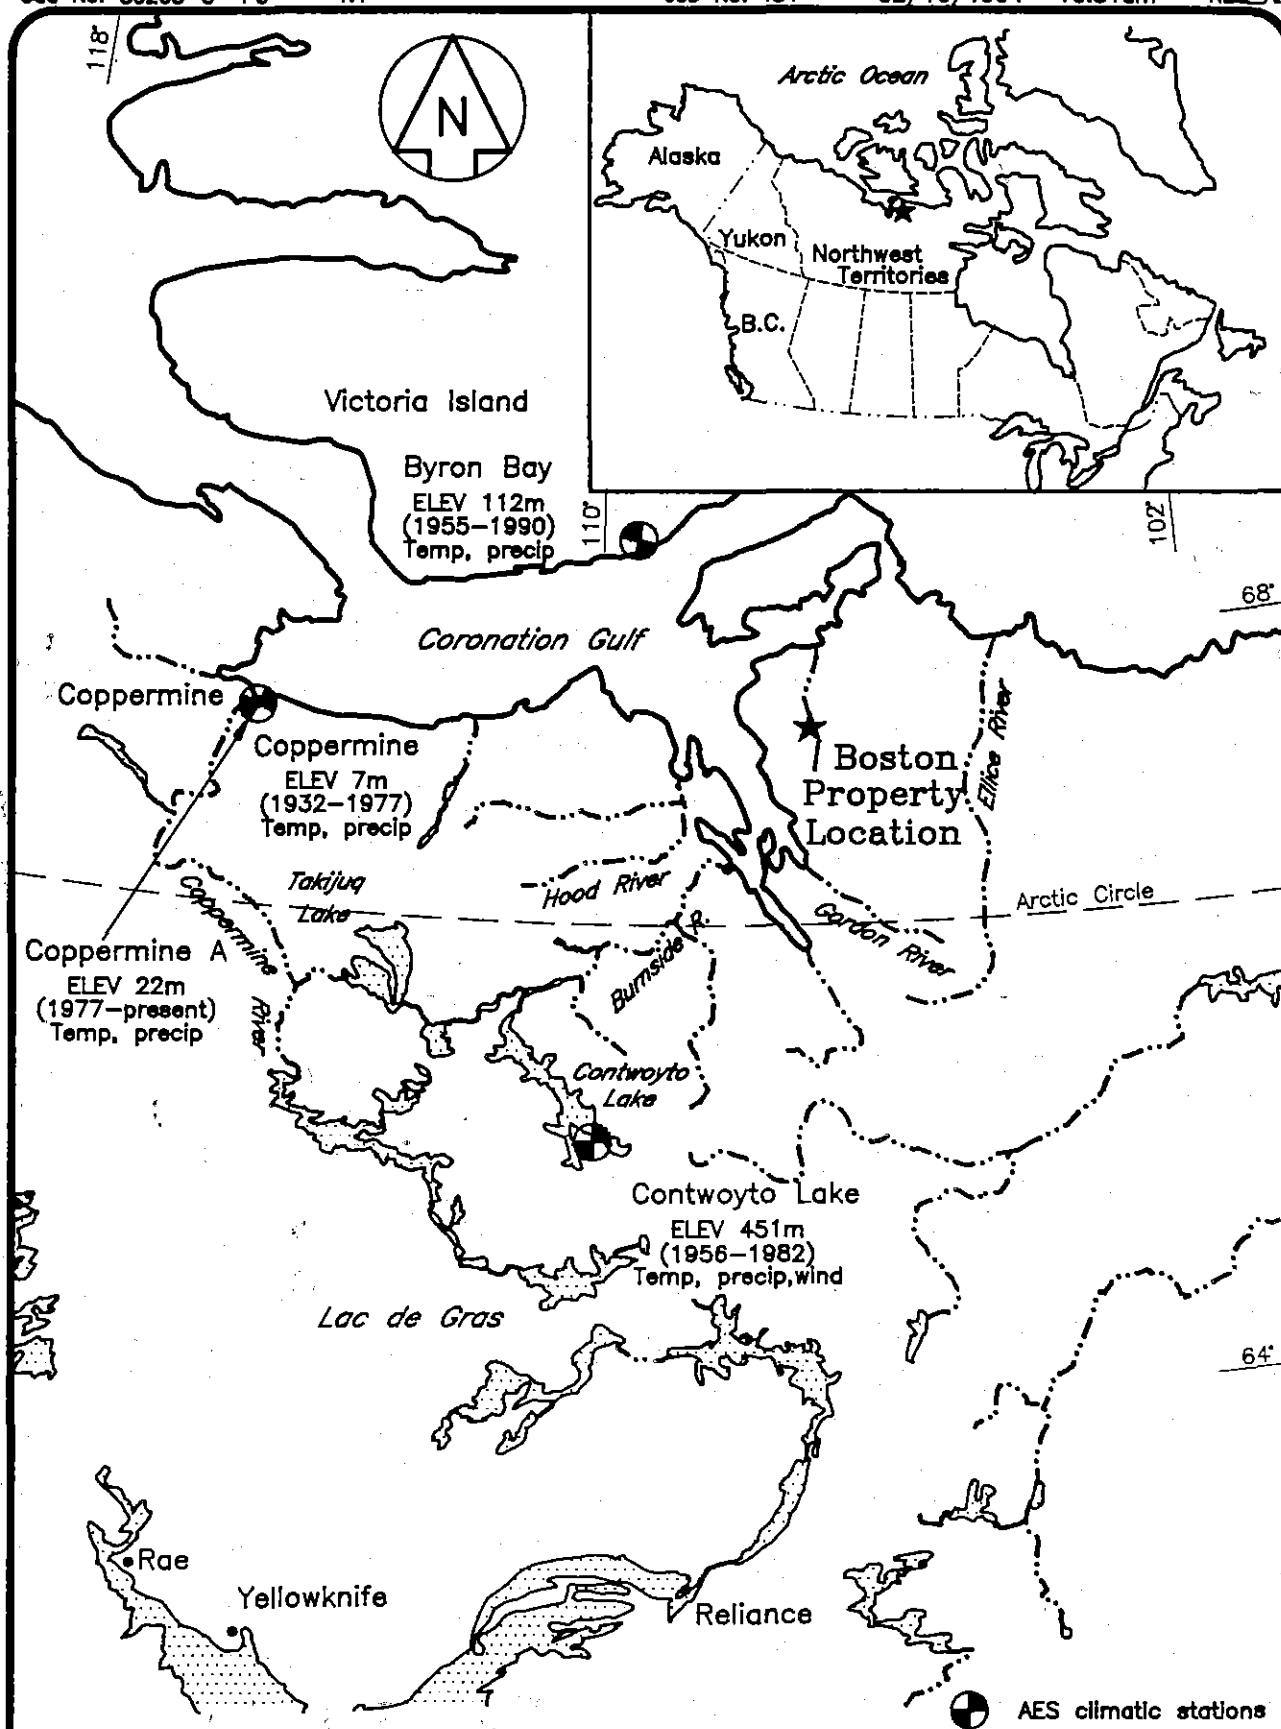 118°
N
Arctic Ocean
Alaska
Yukon
Northwest
Territories
B.C.
Victoria Island
Byron Bay
ELEV 112m
(1955-1990)
Temp, precip
110°
102°
68°
Coronation Gulf
Coppermine
Coppermine
ELEV 7m
(1932-1977)
Temp, precip
Boston
Property
Location
Ellice River
Takijuq
Lake
Hood River
Coppermine
River
Arctic Circle
Gordon River
Burnside R.
Coppermine A
ELEV 22m
(1977-present)
Temp, precip
Contwoyto
Lake
Contwoyto Lake
ELEV 451m
(1956-1982)
Temp, precip,wind
Lac de Gras
64°
Rae
Yellowknife
Reliance
AES climatic stations